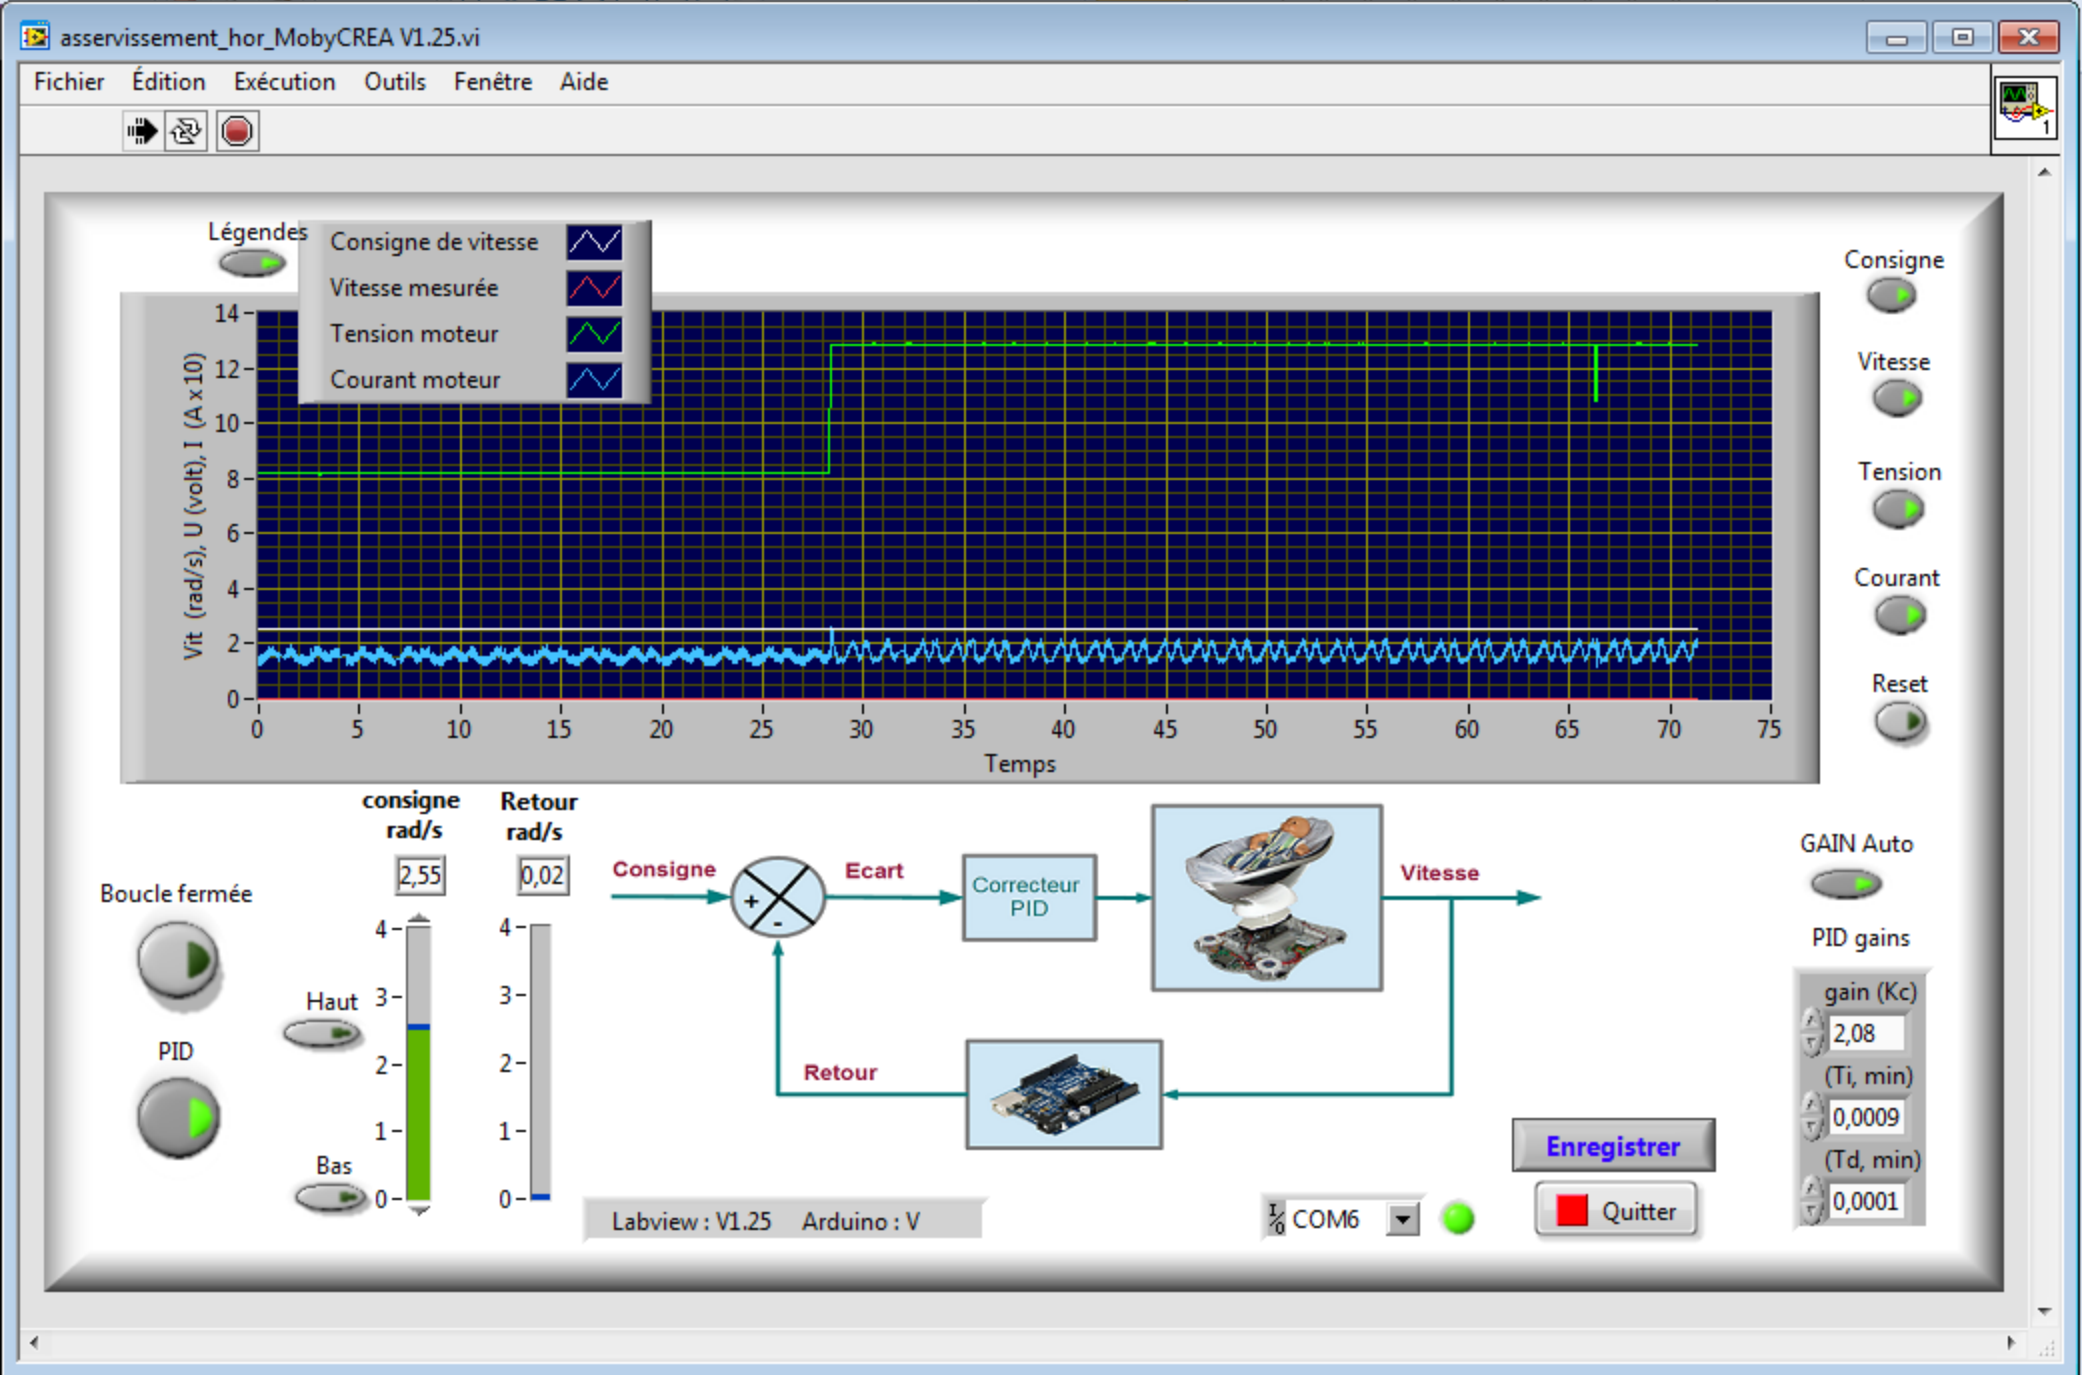 asservissement_hor_MobyCREA V1.25.vi
Fichier Édition Exécution Outils Fenêtre Aide
1
Légendes
Consigne de vitesse
Vitesse mesurée
Tension moteur
Courant moteur
Consigne
Vitesse
Tension
Courant
Reset
Vit (rad/s), U (volt), I (A x 10)
14
12
10
8
6
4
2
0
0 5 10 15 20 25 30 35 40 45 50 55 60 65 70 75
Temps
consigne
rad/s
2,55
Retour
rad/s
0,02
Boucle fermée
PID
Haut
Bas
4
3
2
1
0
4
3
2
1
0
Consigne
+
-
Ecart
Correcteur
PID
Vitesse
Retour
GAIN Auto
PID gains
gain (Kc)
2,08
(Ti, min)
0,0009
(Td, min)
0,0001
Enregistrer
Quitter
Labview : V1.25 Arduino : V
I/O COM6